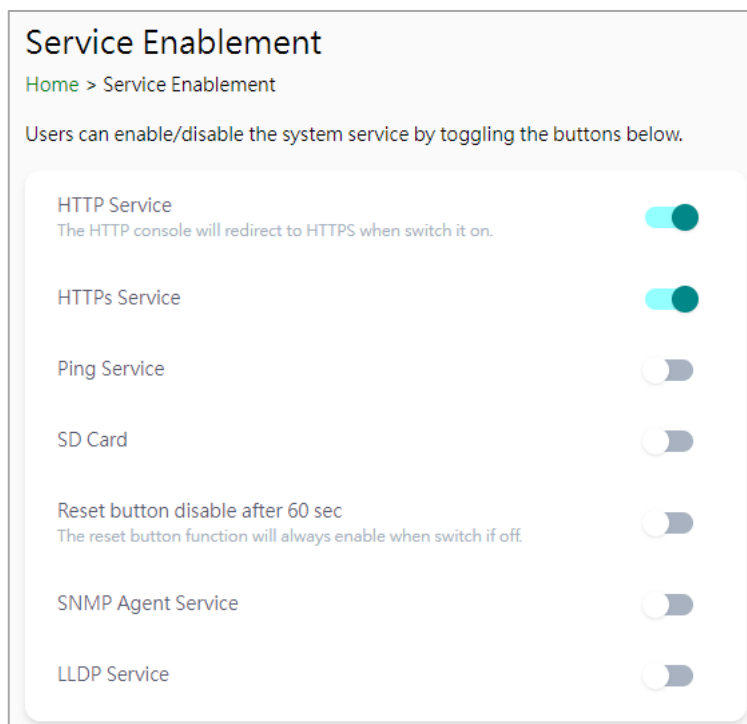 Service Enablement
Home > Service Enablement
Users can enable/disable the system service by toggling the buttons below.
HTTP Service
The HTTP console will redirect to HTTPS when switch it on.
HTTPs Service
Ping Service
SD Card
Reset button disable after 60 sec
The reset button function will always enable when switch if off.
SNMP Agent Service
LLDP Service